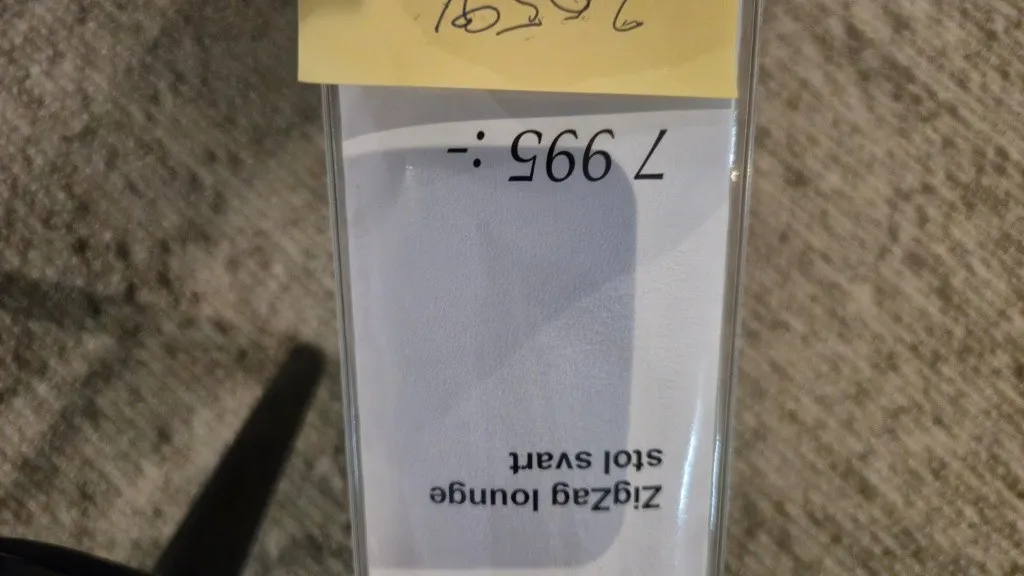 ZigZag lounge
stol svart
7 995 :-